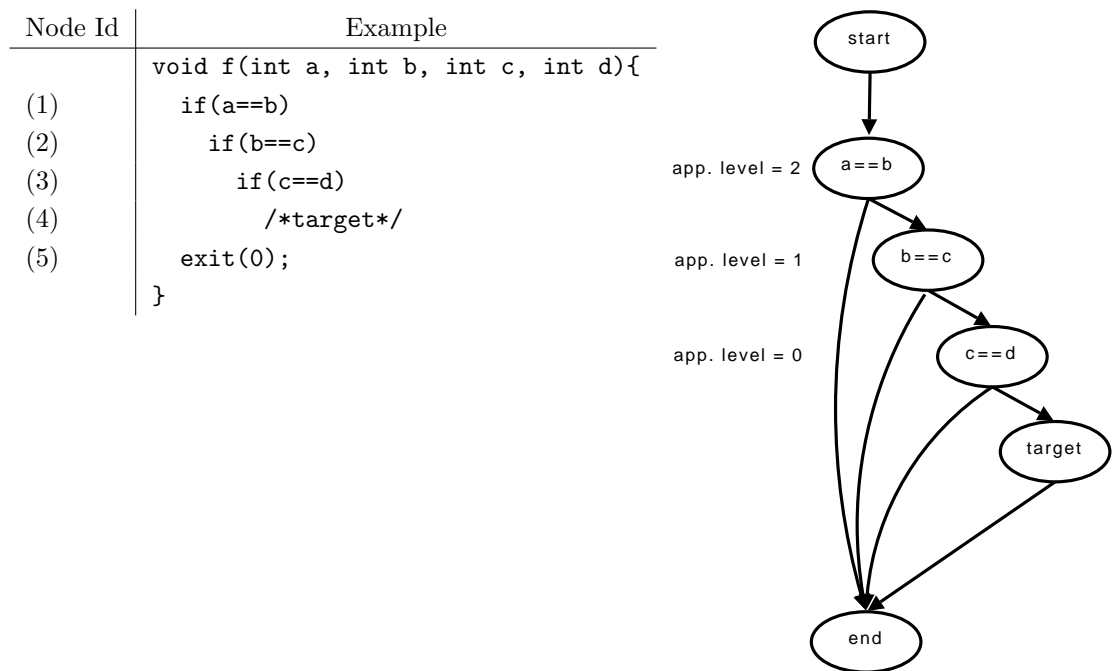 Node Id Example
void f(int a, int b, int c, int d){
(1) if(a==b)
(2) if(b==c)
(3) if(c==d)
(4) /*target*/
(5) exit(0);
}
start
app. level = 2 a==b
app. level = 1 b==c
app. level = 0 c==d
target
end